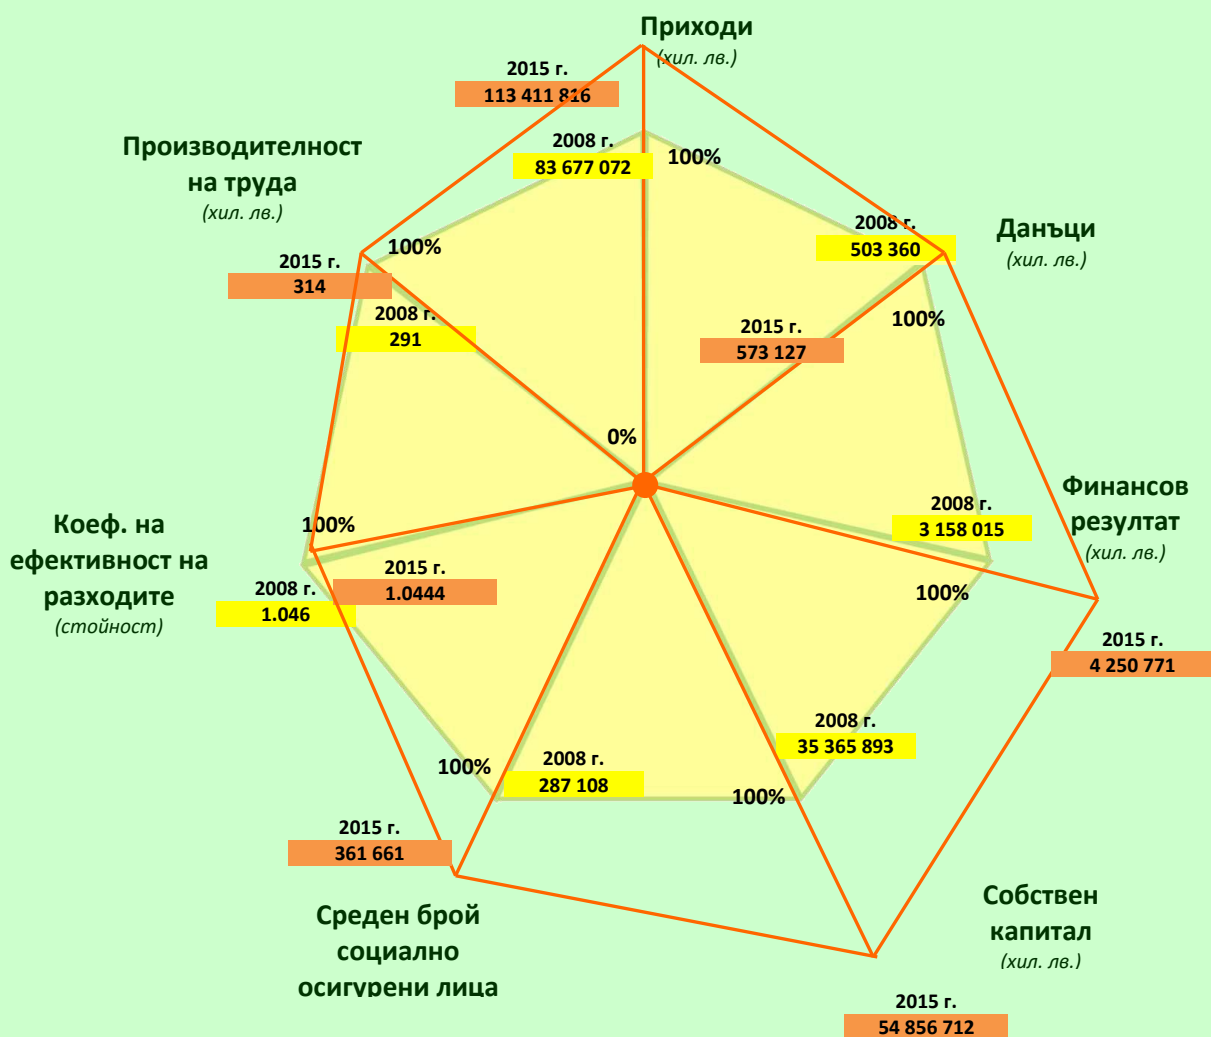 Приходи
(хил. лв.)
2015 г.
113 411 816
2008 г.
83 677 072
100%
Производителност
на труда
(хил. лв.)
100%
2015 г.
314
2008 г.
291
2008 г.
503 360
Данъци
(хил. лв.)
100%
2015 г.
573 127
0%
Финансов
резултат
(хил. лв.)
2008 г.
3 158 015
100%
2015 г.
4 250 771
Коеф. на
ефективност на
разходите
(стойност)
100%
2015 г.
1.0444
2008 г.
1.046
2008 г.
35 365 893
100%
2008 г.
287 108
100%
2015 г.
361 661
Среден брой
социално
осигурени лица
Собствен
капитал
(хил. лв.)
2015 г.
54 856 712